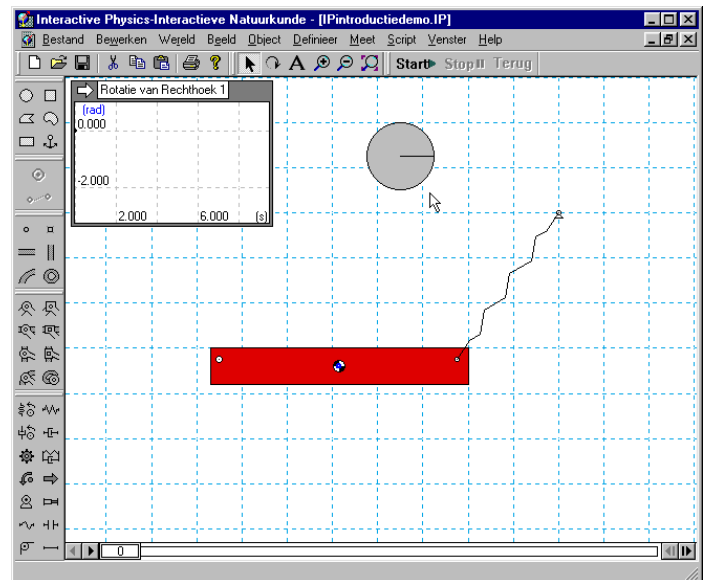 Interactive Physics-Interactieve Natuurkunde - [IPintroductiedemo.IP]
Bestand Bewerken Wereld Beeld Object Definieer Meet Script Venster Help
A Start Stop Terug
Rotatie van Rechthoek 1
(rad)
0.000
-2.000
2.000 6.000 (s)
0